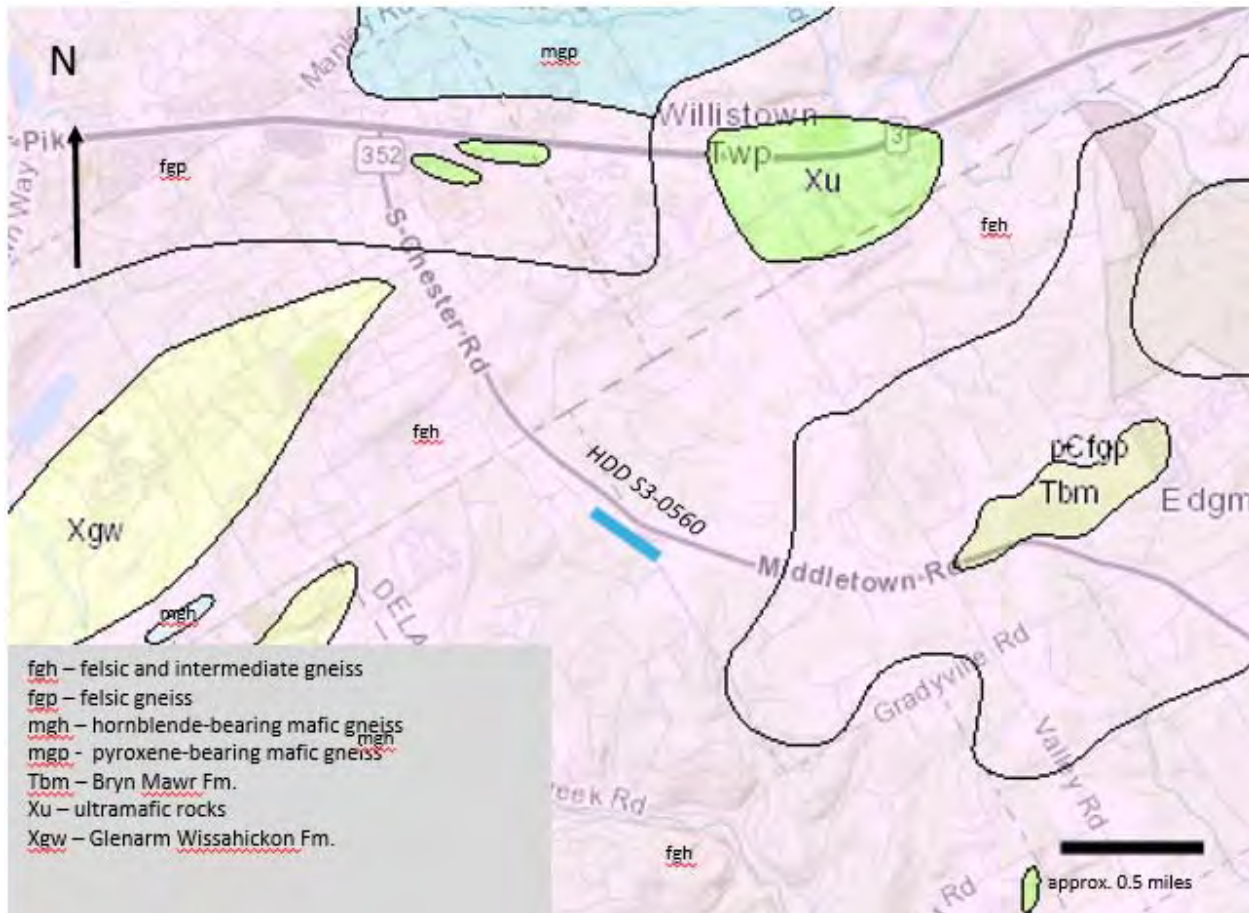 Manley Rd
mgp
N
Willistown
Pik
Twp
3
352
fgp
Xu
Way
fgh
S-Chester-Rd
fgh
pЄfgp
Tbm
Edgm
HDD S3-0560
Xgw
Middletown-Rd
mgh
DELA
Gradyville Rd
fgh – felsic and intermediate gneiss
fgp – felsic gneiss
mgh – hornblende-bearing mafic gneiss
mgh
mgp - pyroxene-bearing mafic gneiss
Tbm – Bryn Mawr Fm.
Xu – ultramafic rocks
Xgw – Glenarm Wissahickon Fm.
Valley Rd
eek Rd
fgh
approx. 0.5 miles
Rd